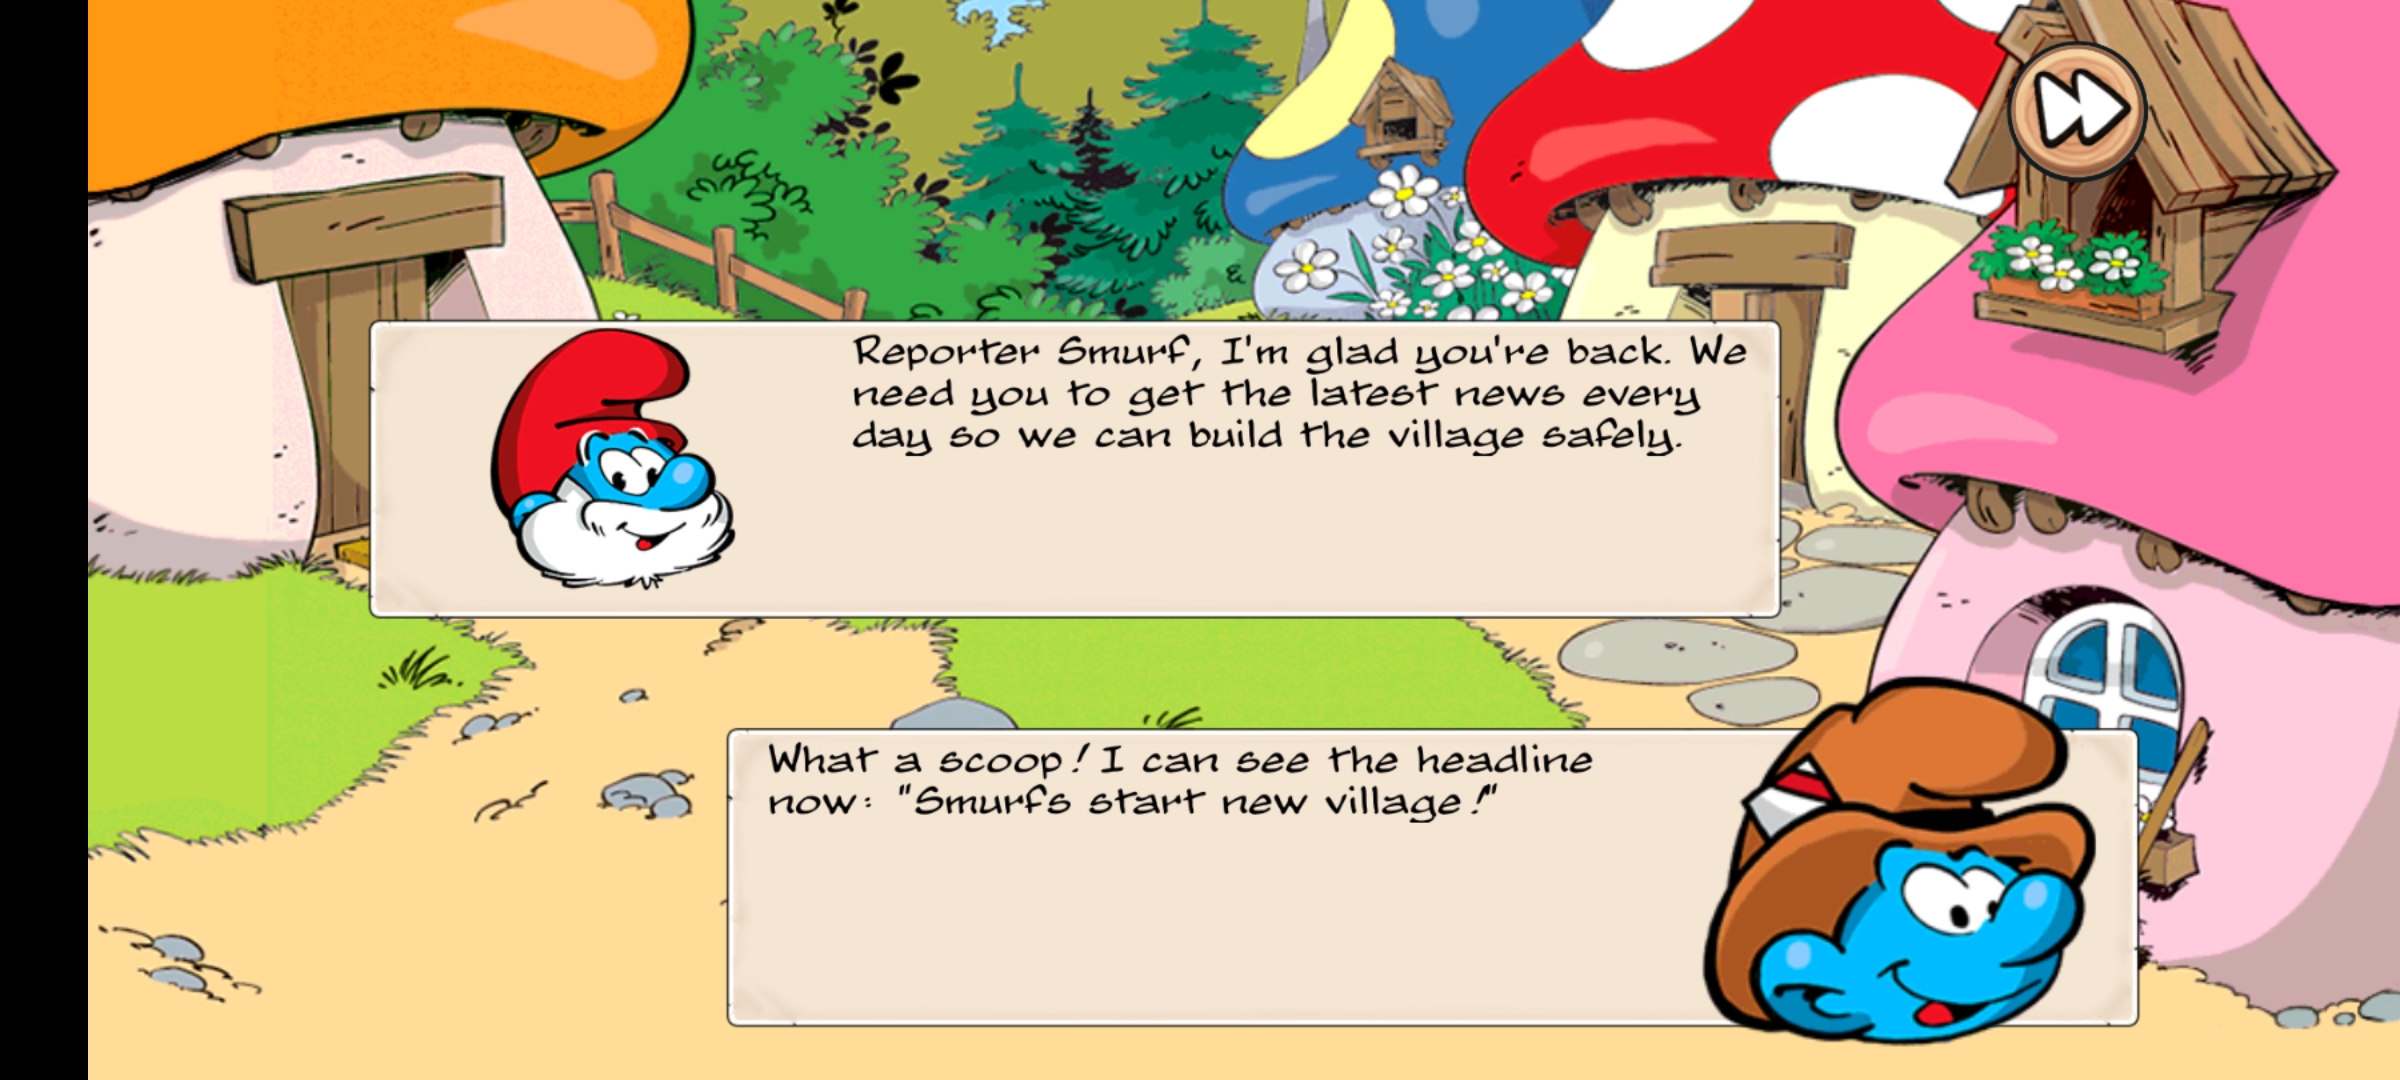 Reporter Smurf, I'm glad you're back. We
need you to get the latest news every
day so we can build the village safely.
What a scoop! I can see the headline
now: "Smurfs start new village!"